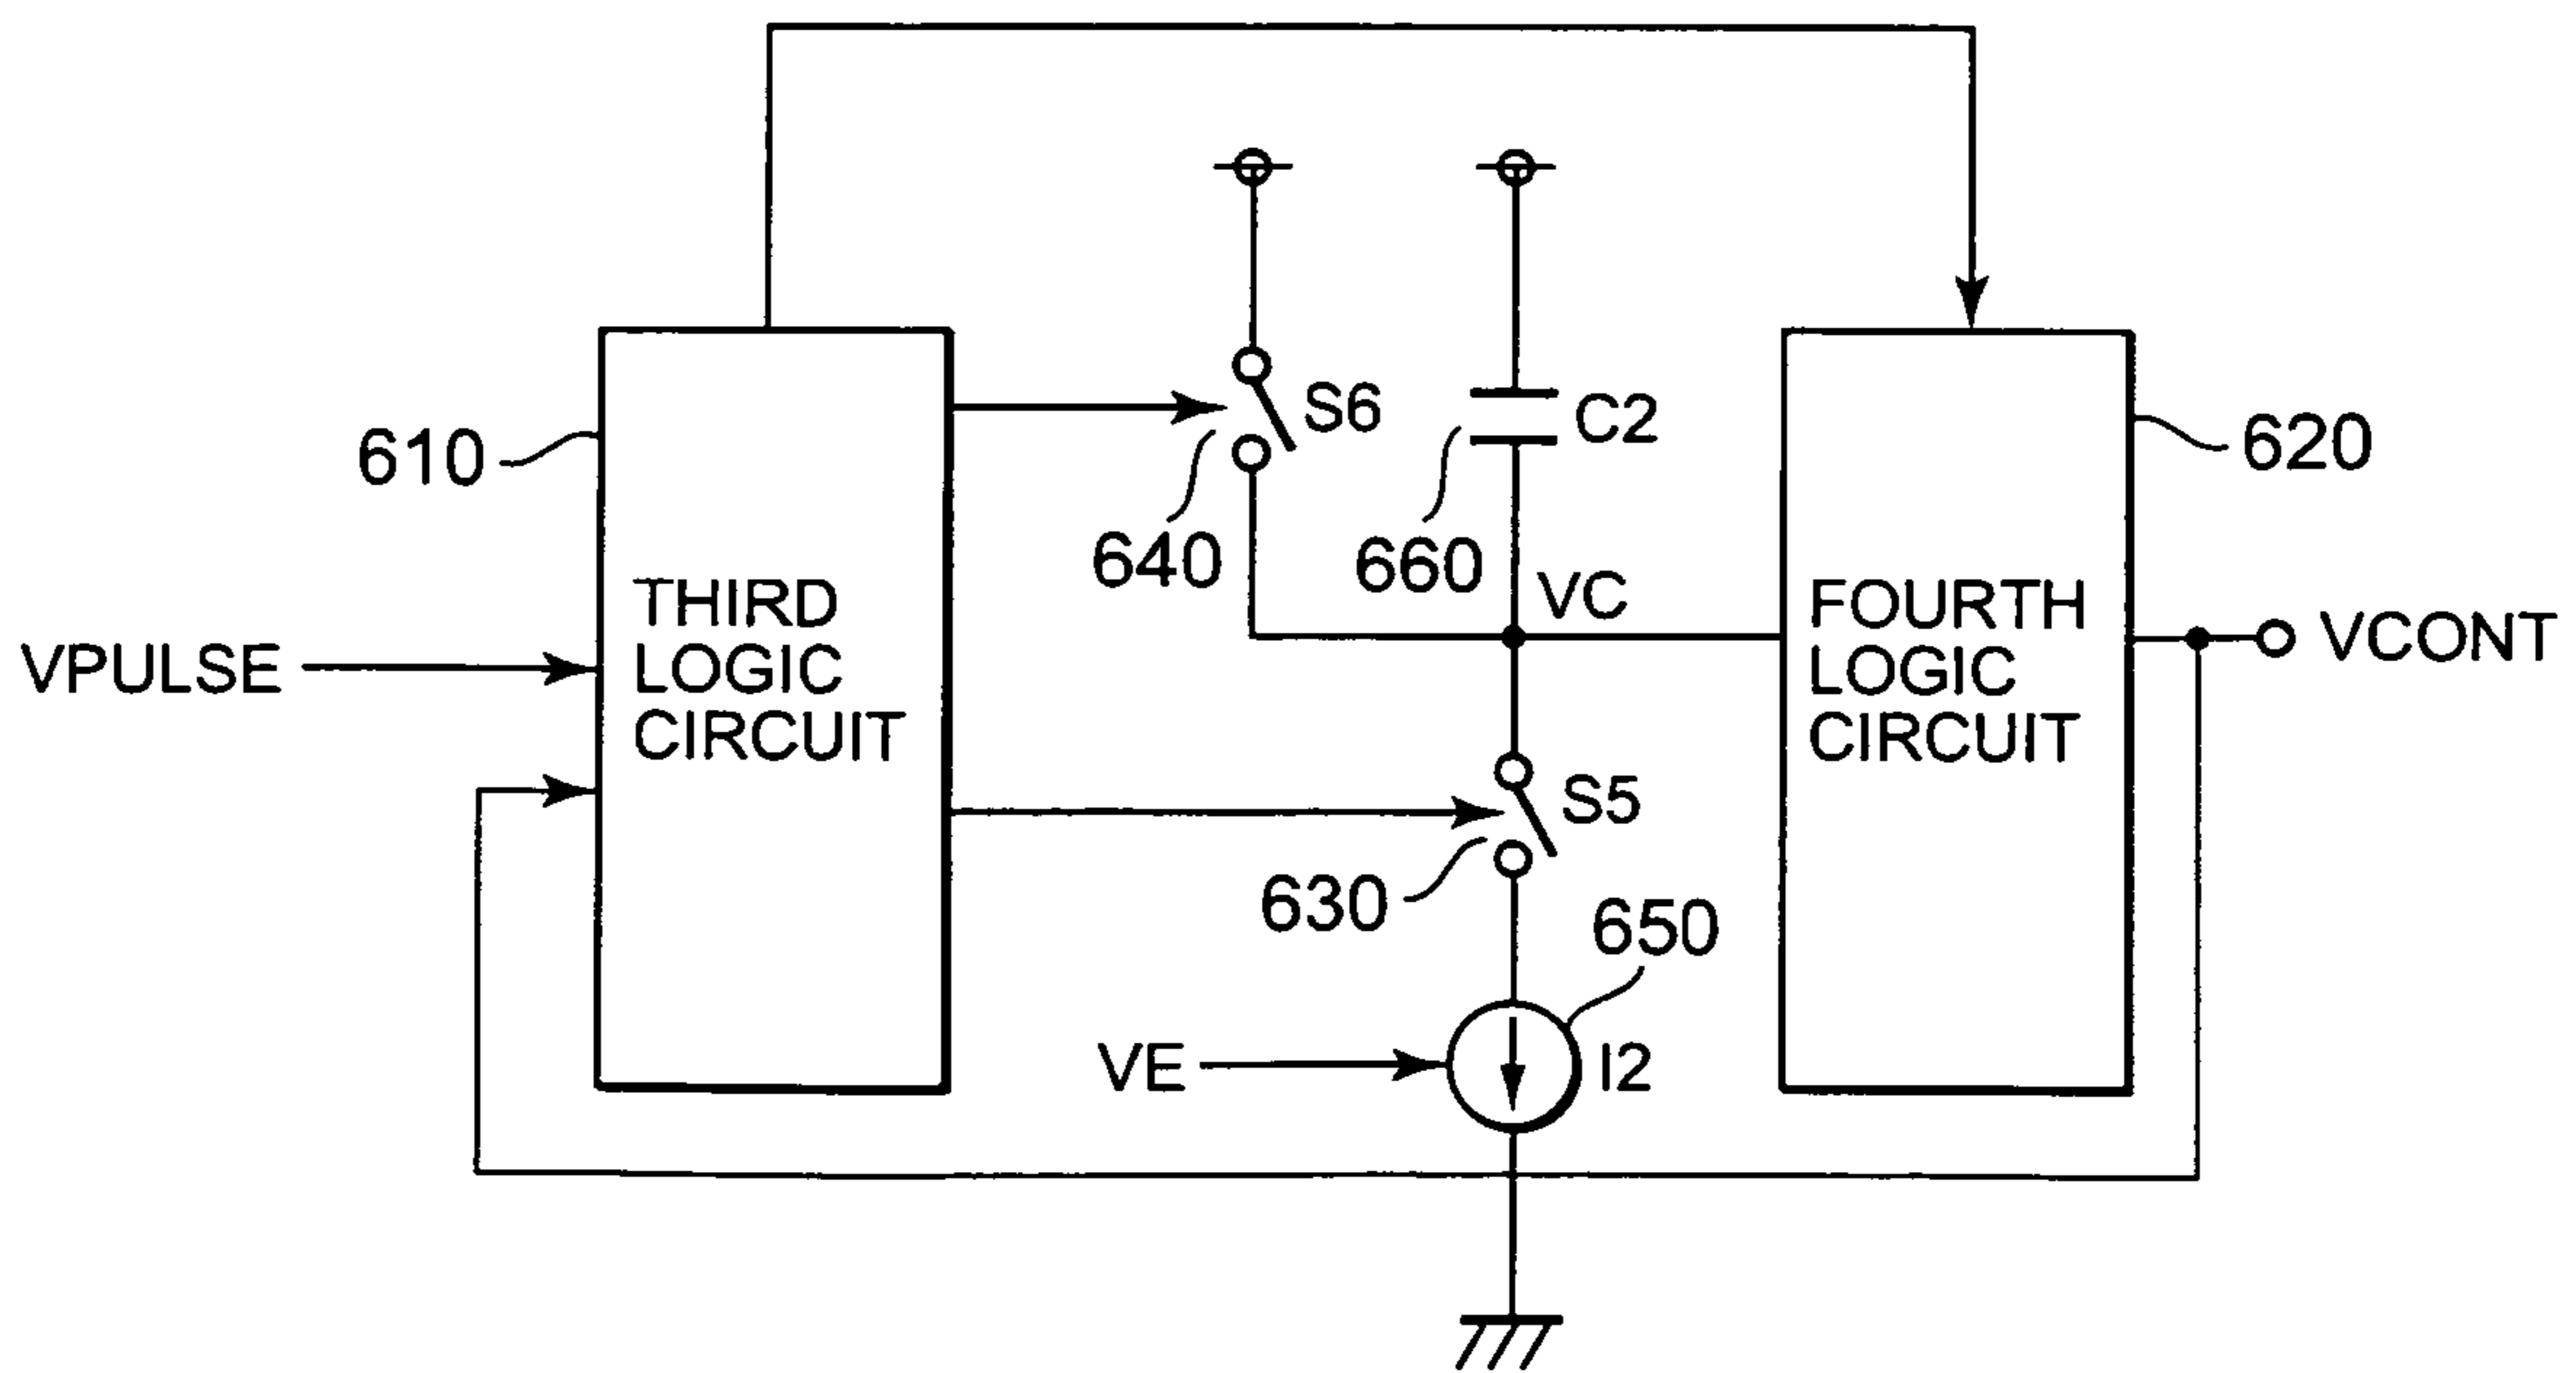 S6
C2
610
620
640
660
VC
THIRD
LOGIC
CIRCUIT
FOURTH
LOGIC
CIRCUIT
VPULSE
VCONT
S5
630
650
VE
I2